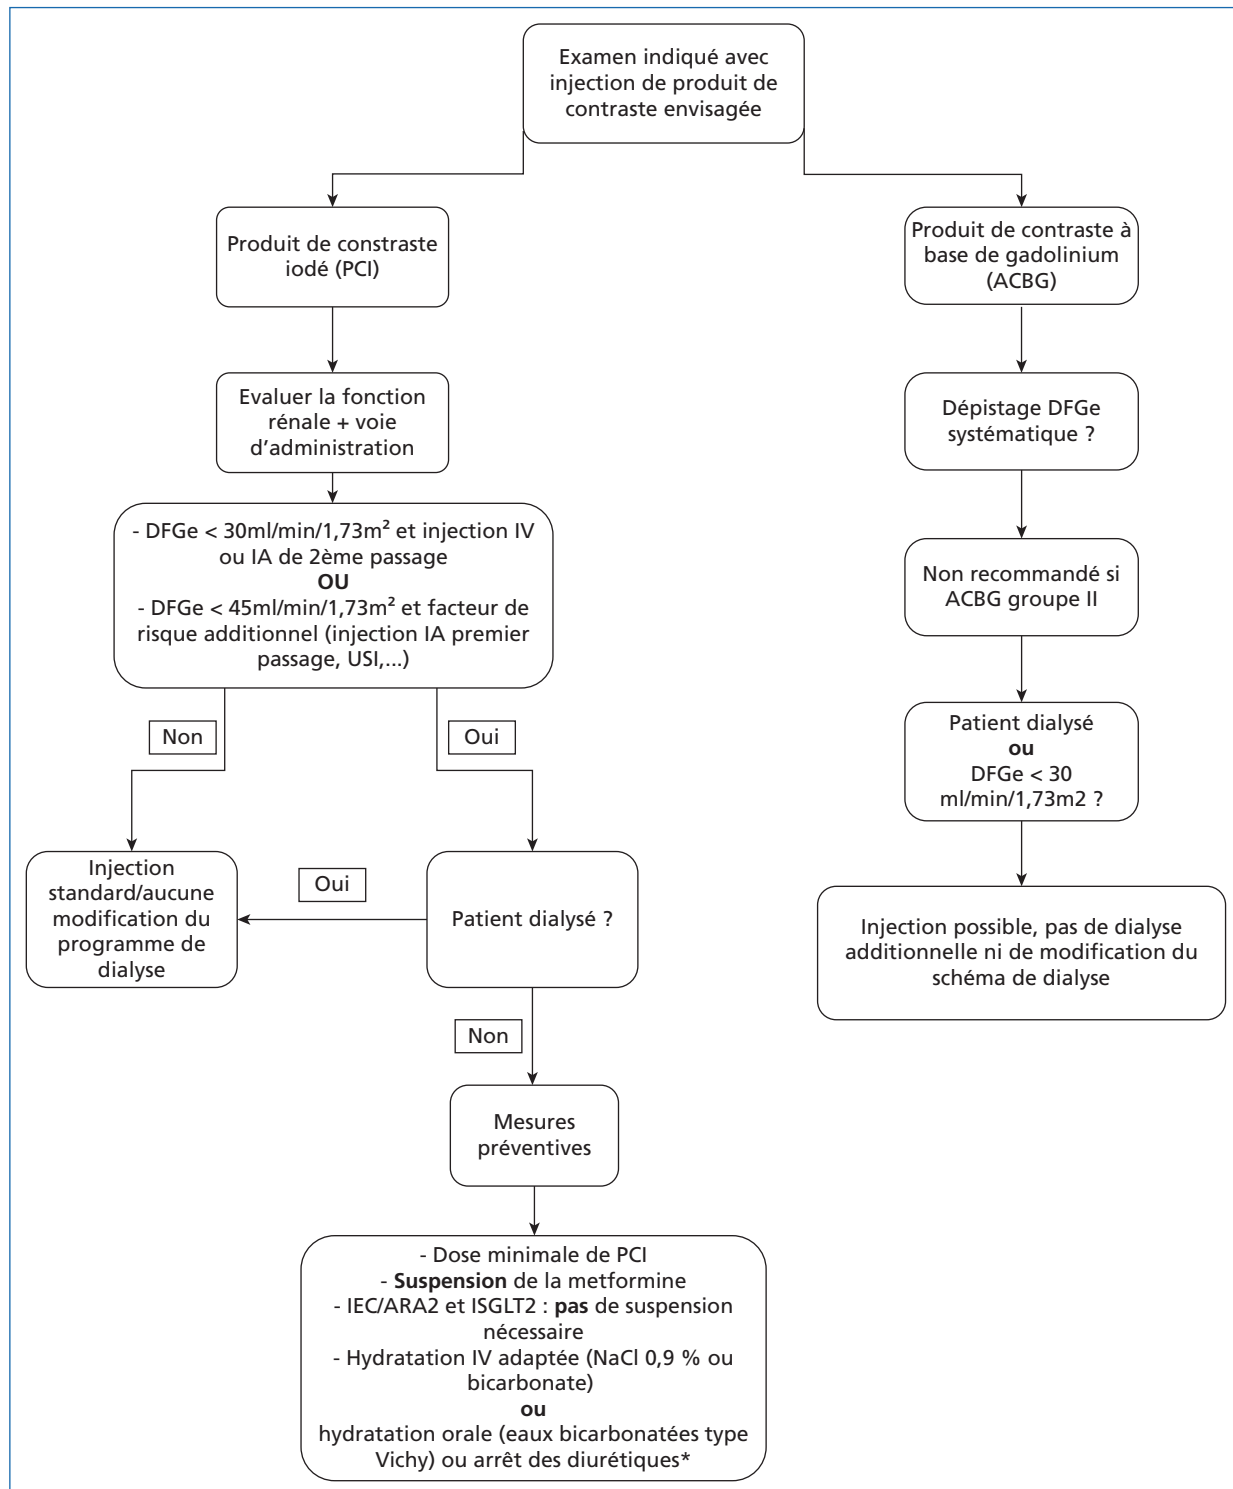 Examen indiqué avec
injection de produit de
contraste envisagée
Produit de constraste
iodé (PCI)
Evaluer la fonction
rénale + voie
d’administration
- DFGe < 30ml/min/1,73m² et injection IV
ou IA de 2ème passage
OU
- DFGe < 45ml/min/1,73m² et facteur de
risque additionnel (injection IA premier
passage, USI,...)
Non
Oui
Injection
standard/aucune
modification du
programme de
dialyse
Oui
Patient dialysé ?
Non
Mesures
préventives
- Dose minimale de PCI
- Suspension de la metformine
- IEC/ARA2 et ISGLT2 : pas de suspension
nécessaire
- Hydratation IV adaptée (NaCl 0,9 % ou
bicarbonate)
ou
hydratation orale (eaux bicarbonatées type
Vichy) ou arrêt des diurétiques*
Produit de contraste à
base de gadolinium
(ACBG)
Dépistage DFGe
systématique ?
Non recommandé si
ACBG groupe II
Patient dialysé
ou
DFGe < 30
ml/min/1,73m2 ?
Injection possible, pas de dialyse
additionnelle ni de modification du
schéma de dialyse